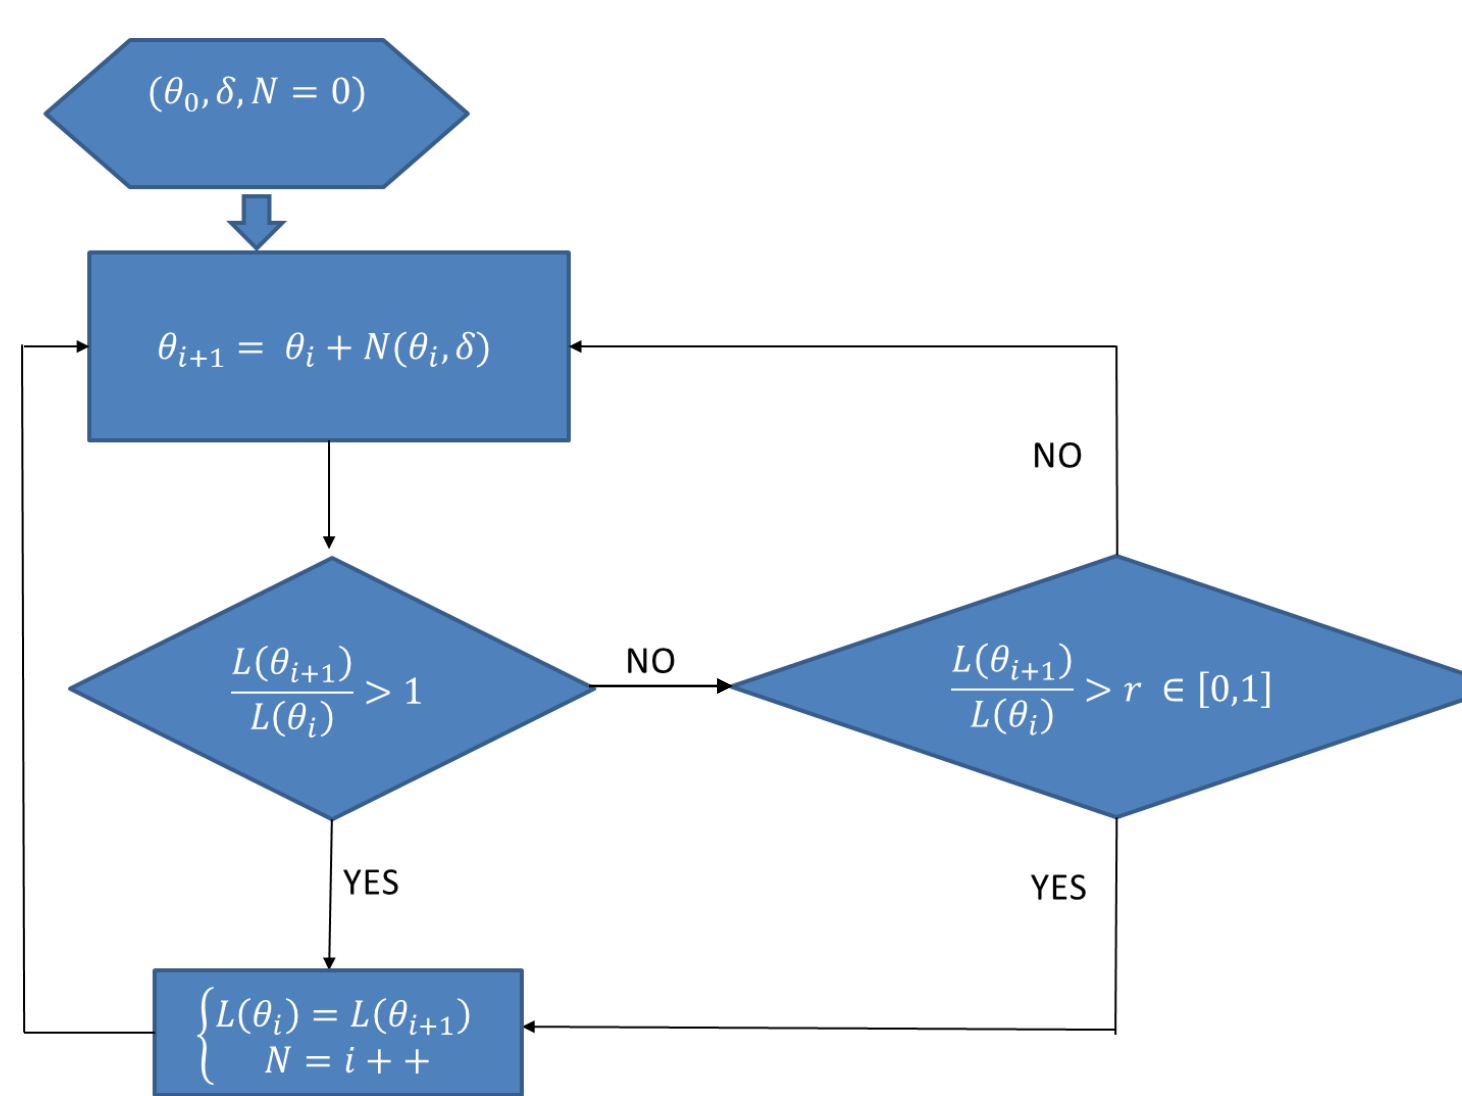 (θ₀, δ, N = 0)
θᵢ₊₁ = θᵢ + N(θᵢ, δ)
NO
L(θᵢ₊₁)/L(θᵢ) > 1
NO
L(θᵢ₊₁)/L(θᵢ) > r ∈ [0,1]
YES
YES
{L(θᵢ) = L(θᵢ₊₁)
N = i + +